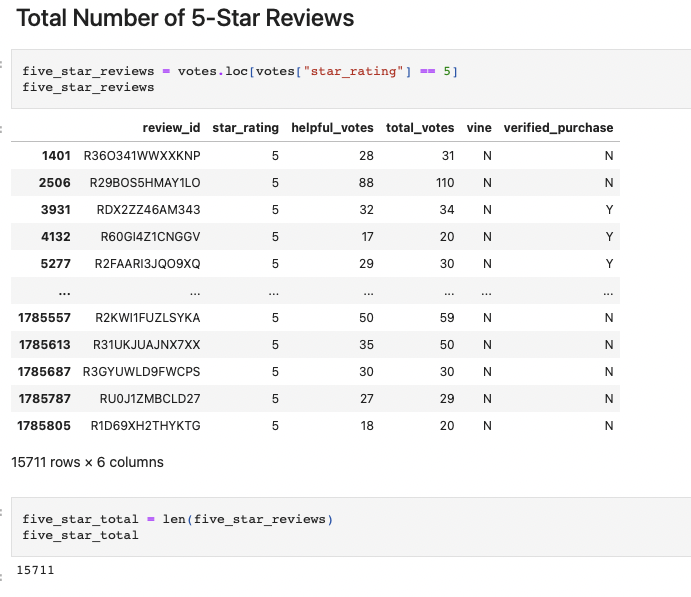 Total Number of 5-Star Reviews
five_star_reviews = votes.loc[votes["star_rating"] == 5]
five_star_reviews
review_id star_rating helpful_votes total_votes vine verified_purchase
1401 R36O341WWXXKNP 5 28 31 N N
2506 R29BOS5HMAY1LO 5 88 110 N N
3931 RDX2ZZ46AM343 5 32 34 N Y
4132 R60GI4Z1CNGGV 5 17 20 N Y
5277 R2FAARI3JQO9XQ 5 29 30 N Y
... ... ... ... ... ... ...
1785557 R2KWI1FUZLSYKA 5 50 59 N N
1785613 R31UKJUAJNX7XX 5 35 50 N N
1785687 R3GYUWLD9FWCPS 5 30 30 N N
1785787 RU0J1ZMBCLD27 5 27 29 N N
1785805 R1D69XH2THYKTG 5 18 20 N N
15711 rows × 6 columns
five_star_total = len(five_star_reviews)
five_star_total
15711